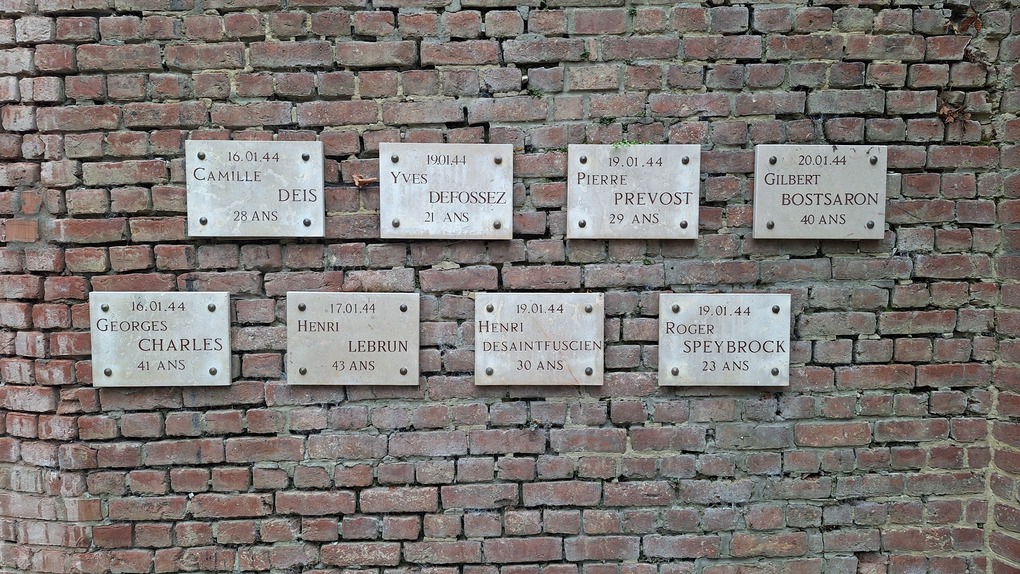 16.01.44
CAMILLE
DEIS
28 ANS
19.01.44
YVES
DEFOSSEZ
21 ANS
19.01.44
PIERRE
PREVOST
29 ANS
20.01.44
GILBERT
BOSTSARON
40 ANS
16.01.44
GEORGES
CHARLES
41 ANS
17.01.44
HENRI
LEBRUN
43 ANS
19.01.44
HENRI
DESAINTFUSCIEN
30 ANS
19.01.44
ROGER
SPEYBROCK
23 ANS